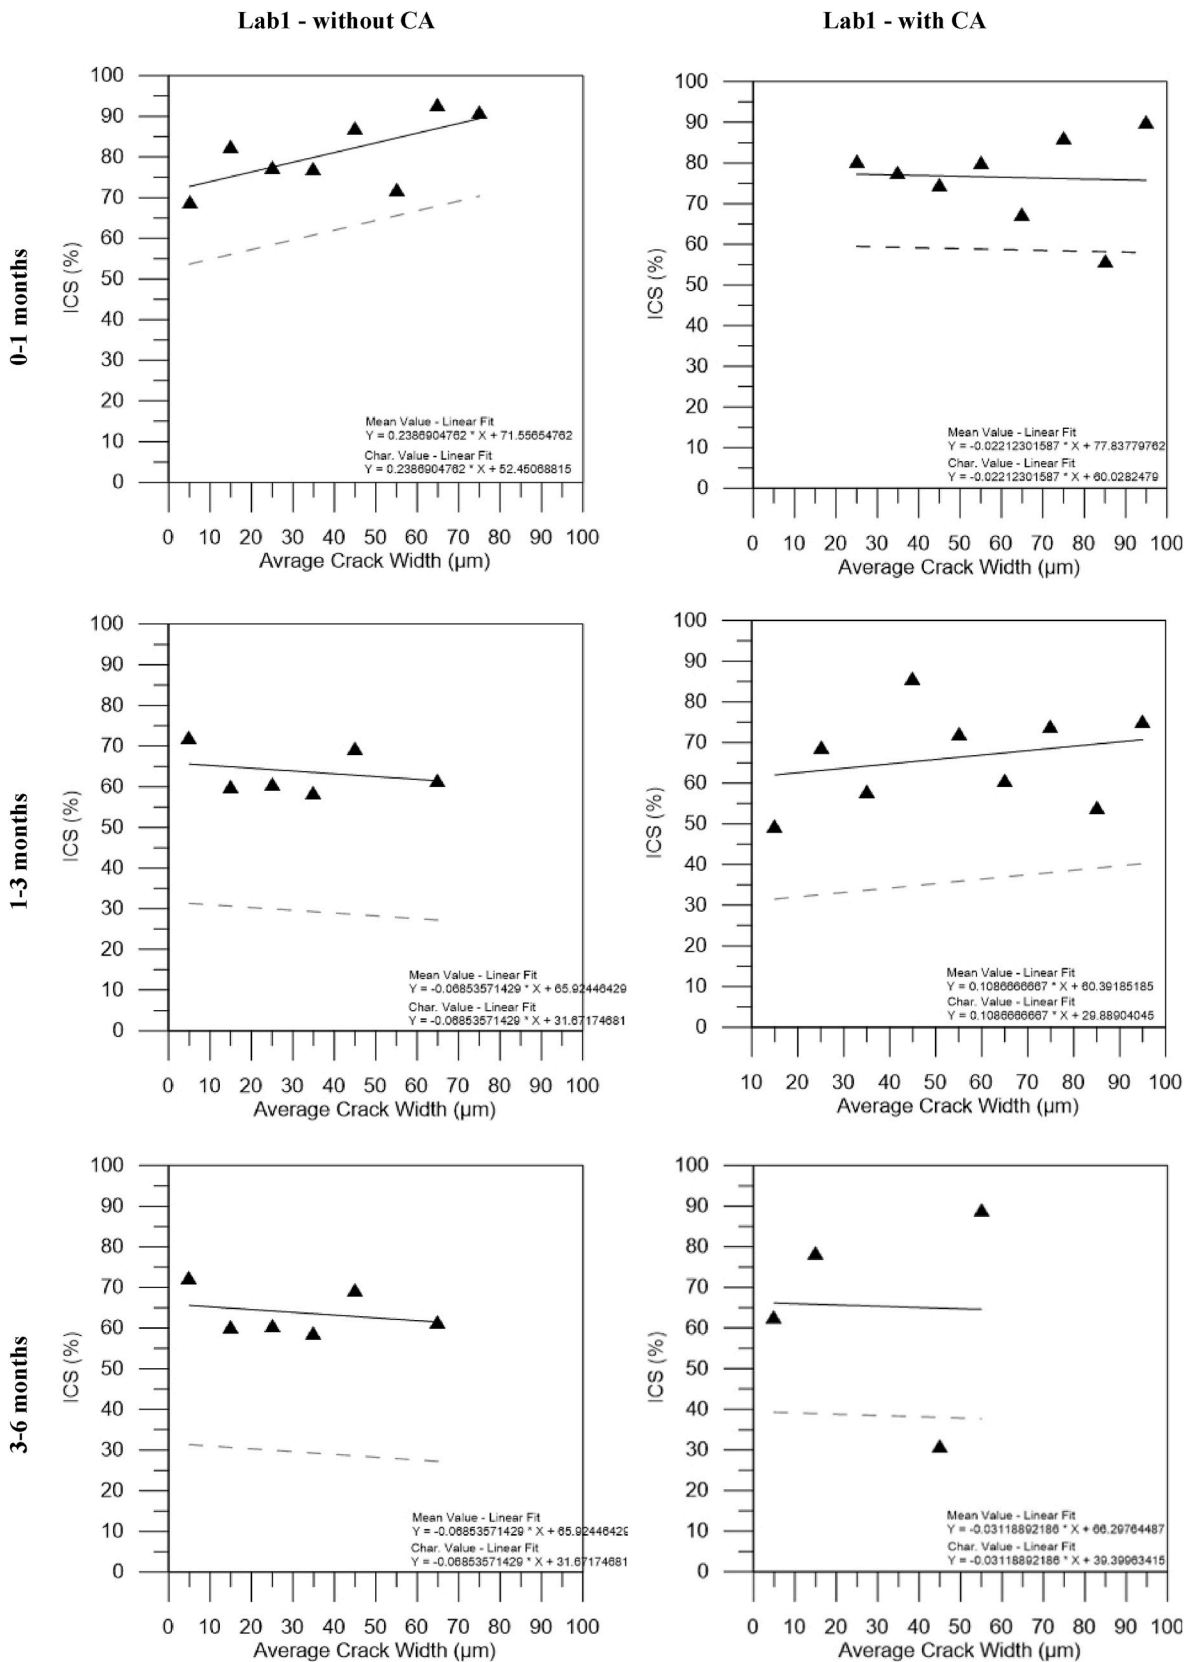 Lab1 - without CA
Lab1 - with CA
0-1 months
ICS (%)
100
90
80
70
60
50
40
30
20
10
0
Mean Value - Linear Fit
Y = 0.2386904762 * X + 71.55654762
Char. Value - Linear Fit
Y = 0.2386904762 * X + 52.45068815
0 10 20 30 40 50 60 70 80 90 100
Avrage Crack Width (µm)
ICS (%)
100
90
80
70
60
50
40
30
20
10
0
Mean Value - Linear Fit
Y = -0.02212301587 * X + 77.83779762
Char. Value - Linear Fit
Y = -0.02212301587 * X + 60.0282479
0 10 20 30 40 50 60 70 80 90 100
Average Crack Width (µm)
1-3 months
ICS (%)
100
90
80
70
60
50
40
30
20
10
0
Mean Value - Linear Fit
Y = -0.06853571429 * X + 65.92446429
Char. Value - Linear Fit
Y = -0.06853571429 * X + 31.67174681
0 10 20 30 40 50 60 70 80 90 100
Average Crack Width (µm)
ICS (%)
100
90
80
70
60
50
40
30
20
10
0
Mean Value - Linear Fit
Y = 0.1086666667 * X + 60.39185185
Char. Value - Linear Fit
Y = 0.1086666667 * X + 29.88904045
10 20 30 40 50 60 70 80 90 100
Average Crack Width (µm)
3-6 months
ICS (%)
100
90
80
70
60
50
40
30
20
10
0
Mean Value - Linear Fit
Y = -0.06853571429 * X + 65.92446429
Char. Value - Linear Fit
Y = -0.06853571429 * X + 31.67174681
0 10 20 30 40 50 60 70 80 90 100
Average Crack Width (µm)
ICS (%)
100
90
80
70
60
50
40
30
20
10
0
Mean Value - Linear Fit
Y = -0.03118892186 * X + 66.29764487
Char. Value - Linear Fit
Y = -0.03118892186 * X + 39.39963415
0 10 20 30 40 50 60 70 80 90 100
Average Crack Width (µm)